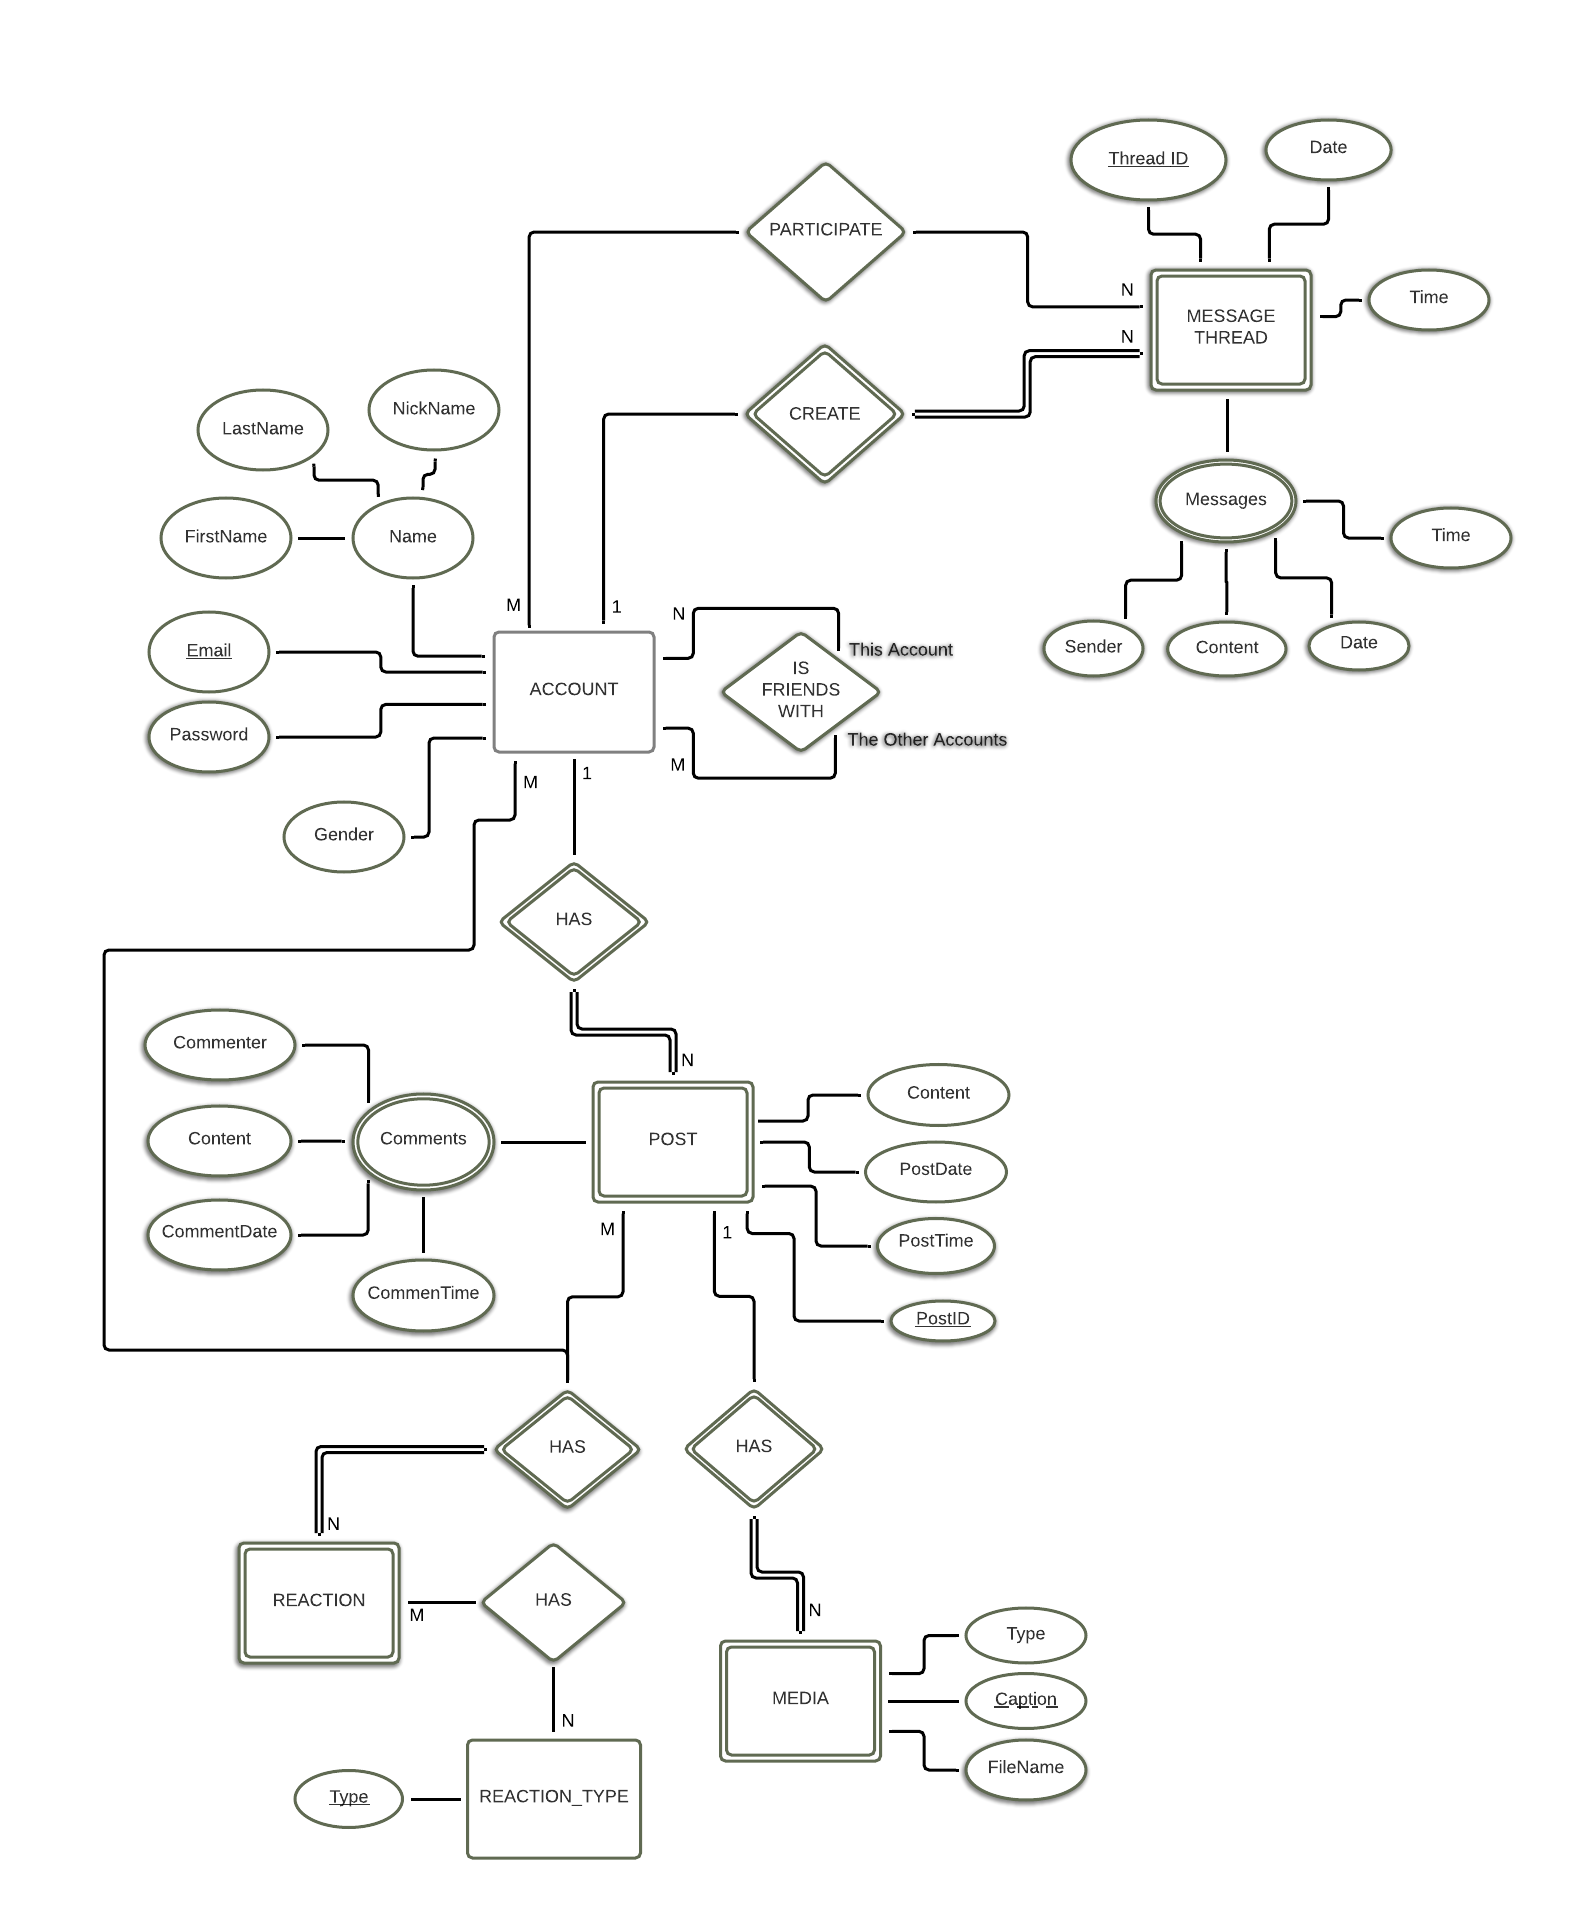 Thread ID
Date
PARTICIPATE
N
MESSAGE
THREAD
Time
N
CREATE
LastName
NickName
FirstName
Name
Messages
Time
Sender
Content
Date
M
1
N
This Account
Email
ACCOUNT
IS
FRIENDS
WITH
Password
The Other Accounts
M
M
1
Gender
HAS
N
Commenter
Content
Comments
POST
Content
PostDate
CommentDate
M
1
PostTime
CommenTime
PostID
HAS
HAS
N
REACTION
M
HAS
N
Type
MEDIA
Caption
FileName
N
Type
REACTION_TYPE